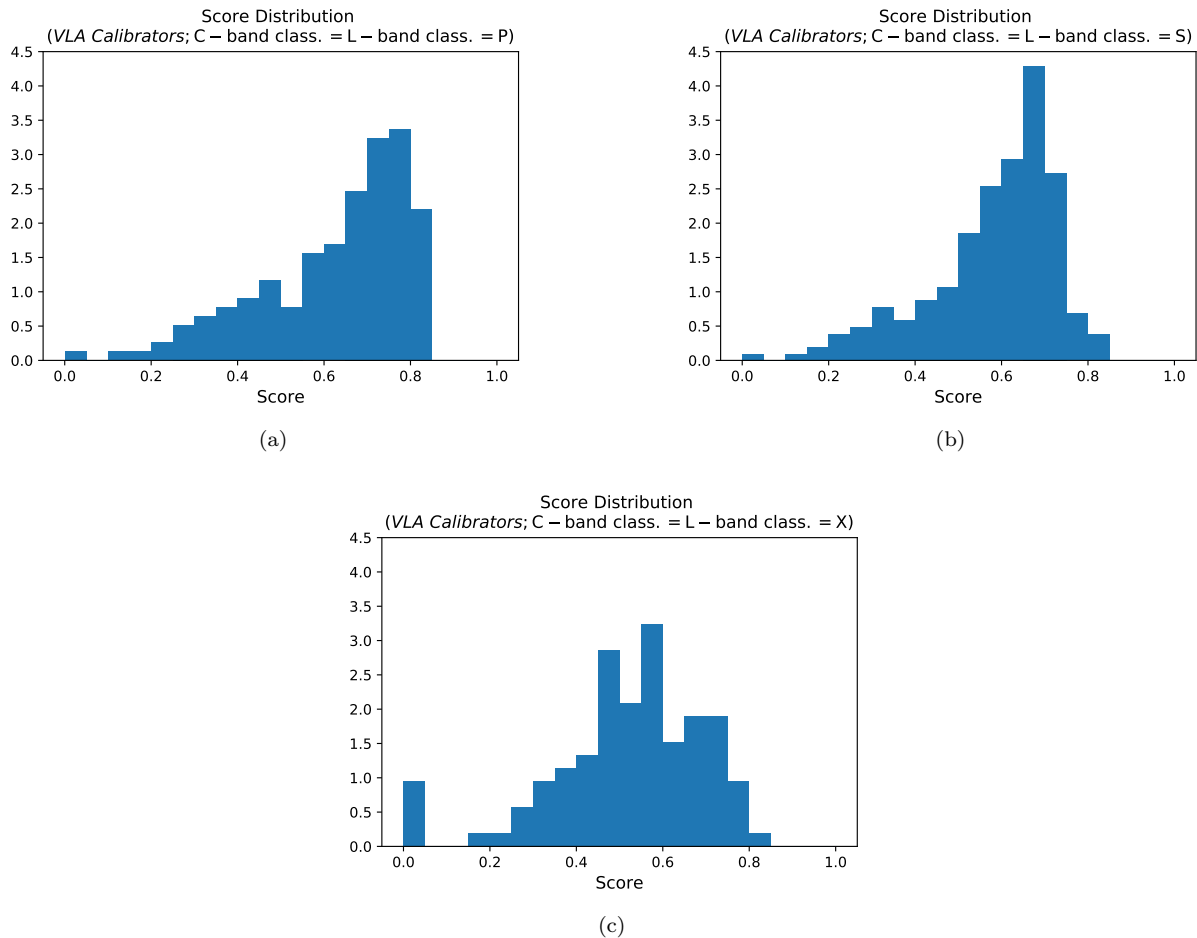 Score Distribution
(VLA Calibrators; C − band class. = L − band class. = P)
4.5
4.0
3.5
3.0
2.5
2.0
1.5
1.0
0.5
0.0
0.0 0.2 0.4 0.6 0.8 1.0
Score
(a)
Score Distribution
(VLA Calibrators; C − band class. = L − band class. = S)
4.5
4.0
3.5
3.0
2.5
2.0
1.5
1.0
0.5
0.0
0.0 0.2 0.4 0.6 0.8 1.0
Score
(b)
Score Distribution
(VLA Calibrators; C − band class. = L − band class. = X)
4.5
4.0
3.5
3.0
2.5
2.0
1.5
1.0
0.5
0.0
0.0 0.2 0.4 0.6 0.8 1.0
Score
(c)